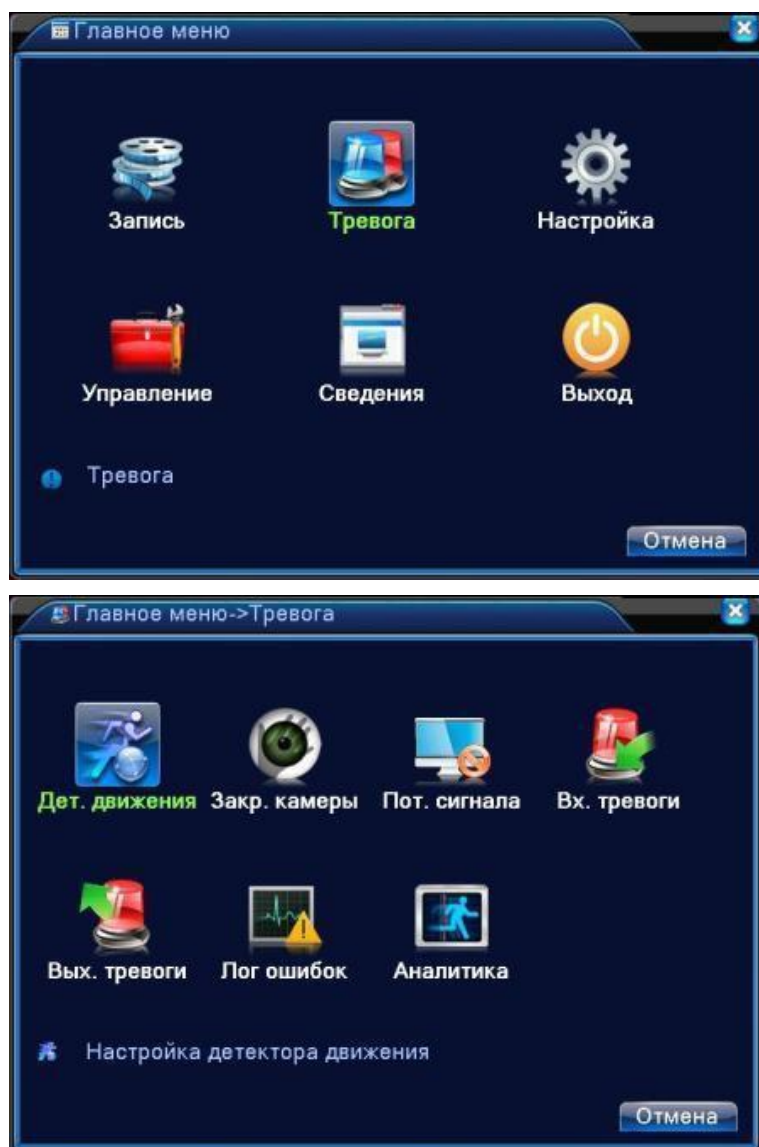 Главное меню
Запись Тревога Настройка
Управление Сведения Выход
Тревога
Отмена
Главное меню->Тревога
Дет. движения Закр. камеры Пот. сигнала Вх. тревоги
Вых. тревоги Лог ошибок Аналитика
Настройка детектора движения
Отмена